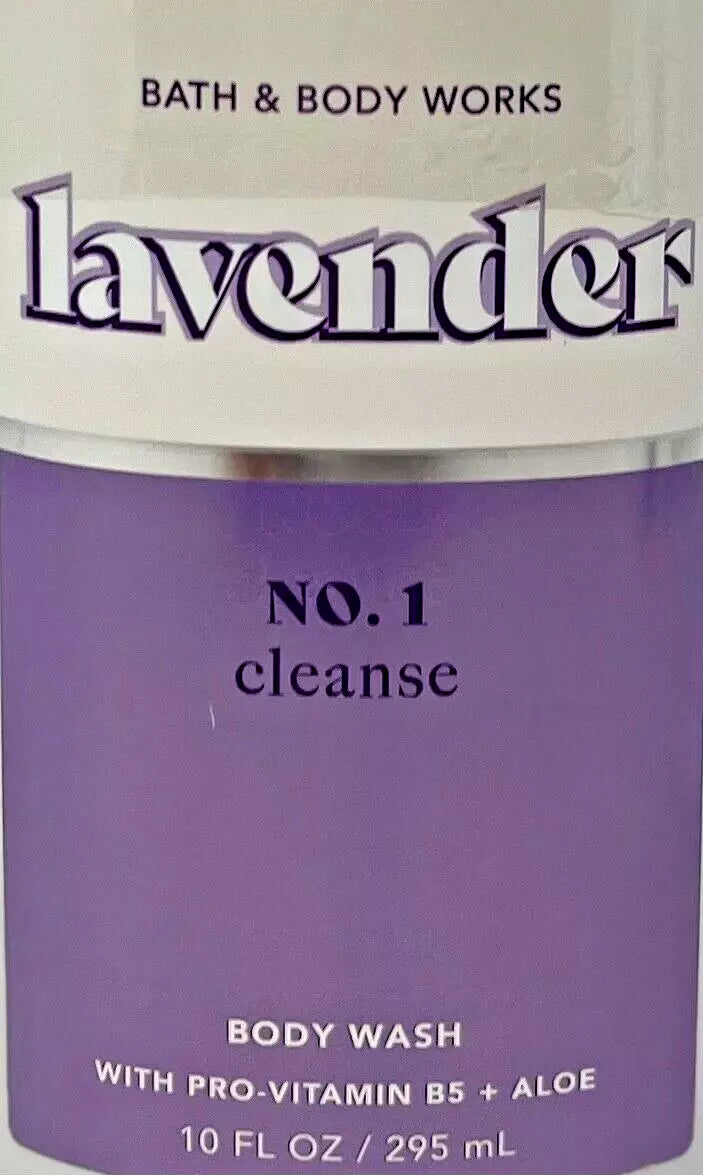 BATH & BODY WORKS
lavender
NO. 1
cleanse
BODY WASH
WITH PRO-VITAMIN B5 + ALOE
10 FL OZ / 295 mL